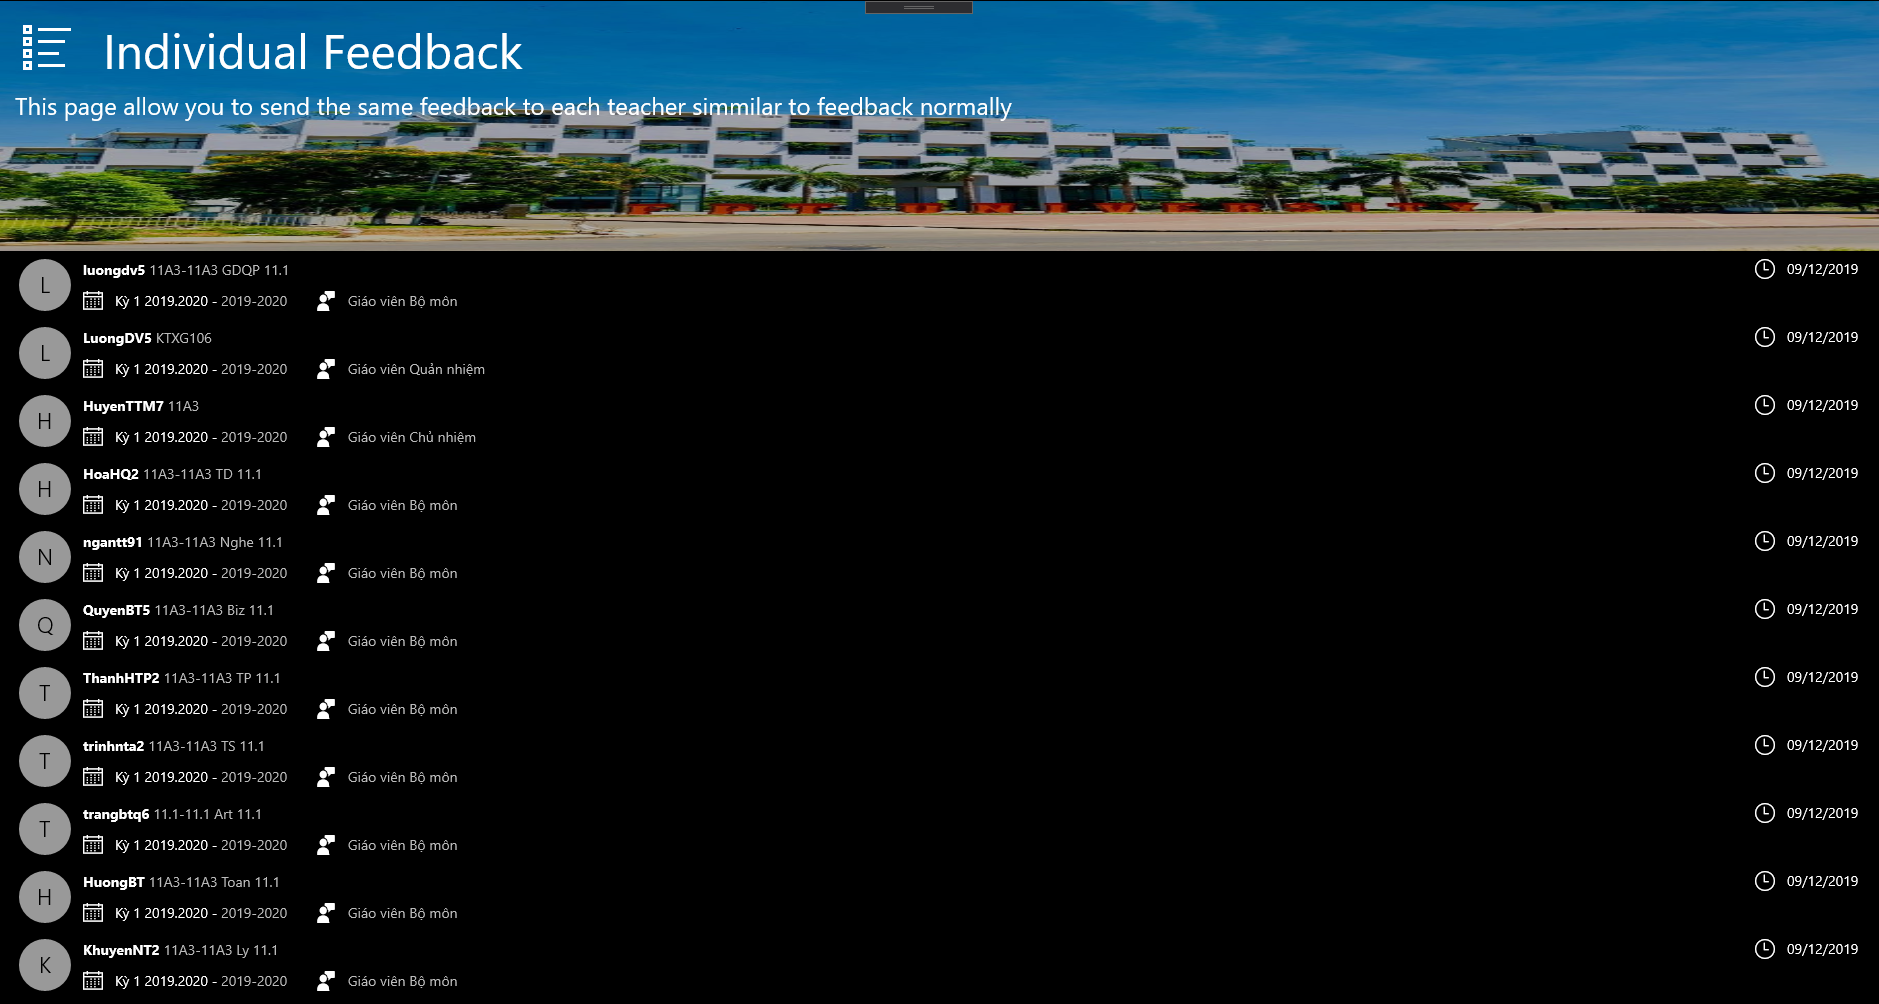 Individual Feedback
This page allow you to send the same feedback to each teacher simmilar to feedback normally
L luongdv5 11A3-11A3 GDQP 11.1 09/12/2019
Kỳ 1 2019.2020 - 2019-2020 Giáo viên Bộ môn
L LuongDV5 KTXG106 09/12/2019
Kỳ 1 2019.2020 - 2019-2020 Giáo viên Quản nhiệm
H HuyenTTM7 11A3 09/12/2019
Kỳ 1 2019.2020 - 2019-2020 Giáo viên Chủ nhiệm
H HoaHQ2 11A3-11A3 TD 11.1 09/12/2019
Kỳ 1 2019.2020 - 2019-2020 Giáo viên Bộ môn
N ngantt91 11A3-11A3 Nghe 11.1 09/12/2019
Kỳ 1 2019.2020 - 2019-2020 Giáo viên Bộ môn
Q QuyenBT5 11A3-11A3 Biz 11.1 09/12/2019
Kỳ 1 2019.2020 - 2019-2020 Giáo viên Bộ môn
T ThanhHTP2 11A3-11A3 TP 11.1 09/12/2019
Kỳ 1 2019.2020 - 2019-2020 Giáo viên Bộ môn
T trinhnta2 11A3-11A3 TS 11.1 09/12/2019
Kỳ 1 2019.2020 - 2019-2020 Giáo viên Bộ môn
T trangbtq6 11.1-11.1 Art 11.1 09/12/2019
Kỳ 1 2019.2020 - 2019-2020 Giáo viên Bộ môn
H HuongBT 11A3-11A3 Toan 11.1 09/12/2019
Kỳ 1 2019.2020 - 2019-2020 Giáo viên Bộ môn
K KhuyenNT2 11A3-11A3 Ly 11.1 09/12/2019
Kỳ 1 2019.2020 - 2019-2020 Giáo viên Bộ môn